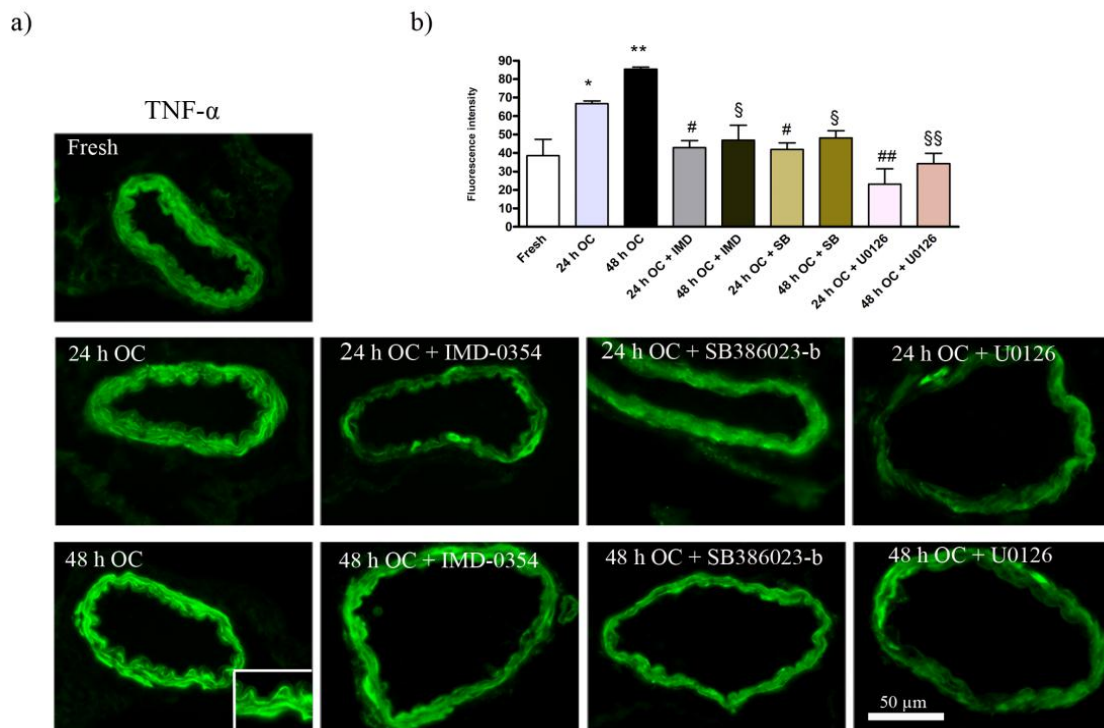 a)
b)
TNF-α
Fresh
90
80
70
60
50
40
30
20
10
0
Fluorescence intensity
*
**
#
§
#
§
##
§§
Fresh
24 h OC
48 h OC
24 h OC + IMD
48 h OC + IMD
24 h OC + SB
48 h OC + SB
24 h OC + U0126
48 h OC + U0126
24 h OC
24 h OC + IMD-0354
24 h OC + SB386023-b
24 h OC + U0126
48 h OC
48 h OC + IMD-0354
48 h OC + SB386023-b
48 h OC + U0126
50 µm